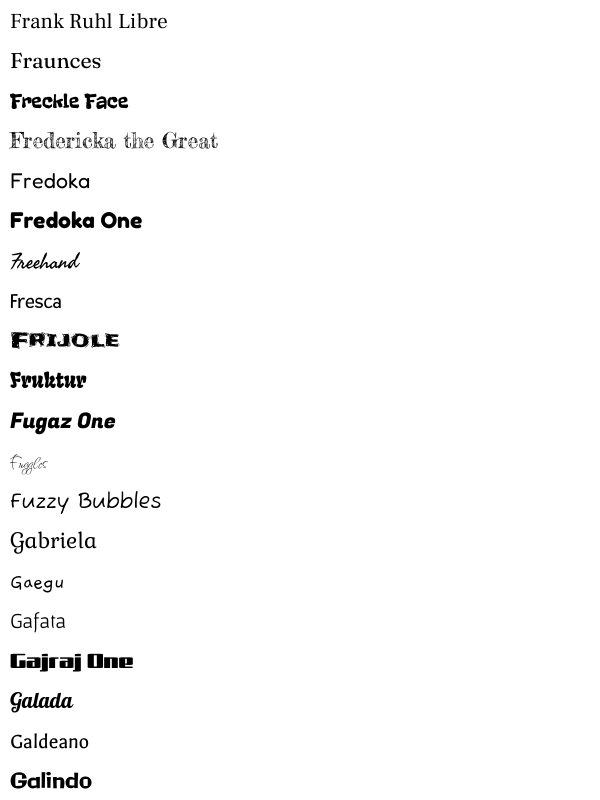 Frank Ruhl Libre
Fraunces
Freckle Face
Fredericka the Great
Fredoka
Fredoka One
Freehand
Fresca
Frijole
Fruktur
Fugaz One
Fuggles
Fuzzy Bubbles
Gabriela
Gaegu
Gafata
Gajraj One
Galada
Galdeano
Galindo